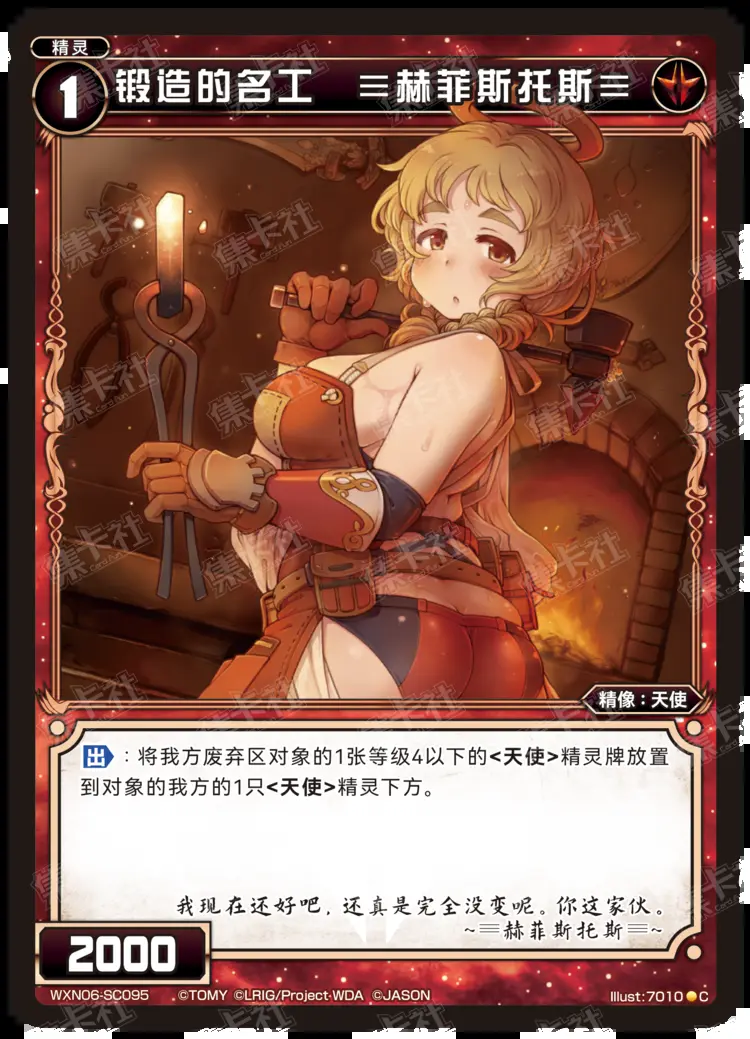 精灵
1
锻造的名工 ≡赫菲斯托斯≡
精像：天使
出：将我方废弃区对象的1张等级4以下的<天使>精灵牌放置
到对象的我方的1只<天使>精灵下方。
我现在还好吧，还真是完全没变呢。你这家伙。
~≡赫菲斯托斯≡~
2000
WXN06-SC095 ©TOMY ©LRIG/Project WDA ©JASON
Illust:7010 C
集卡社